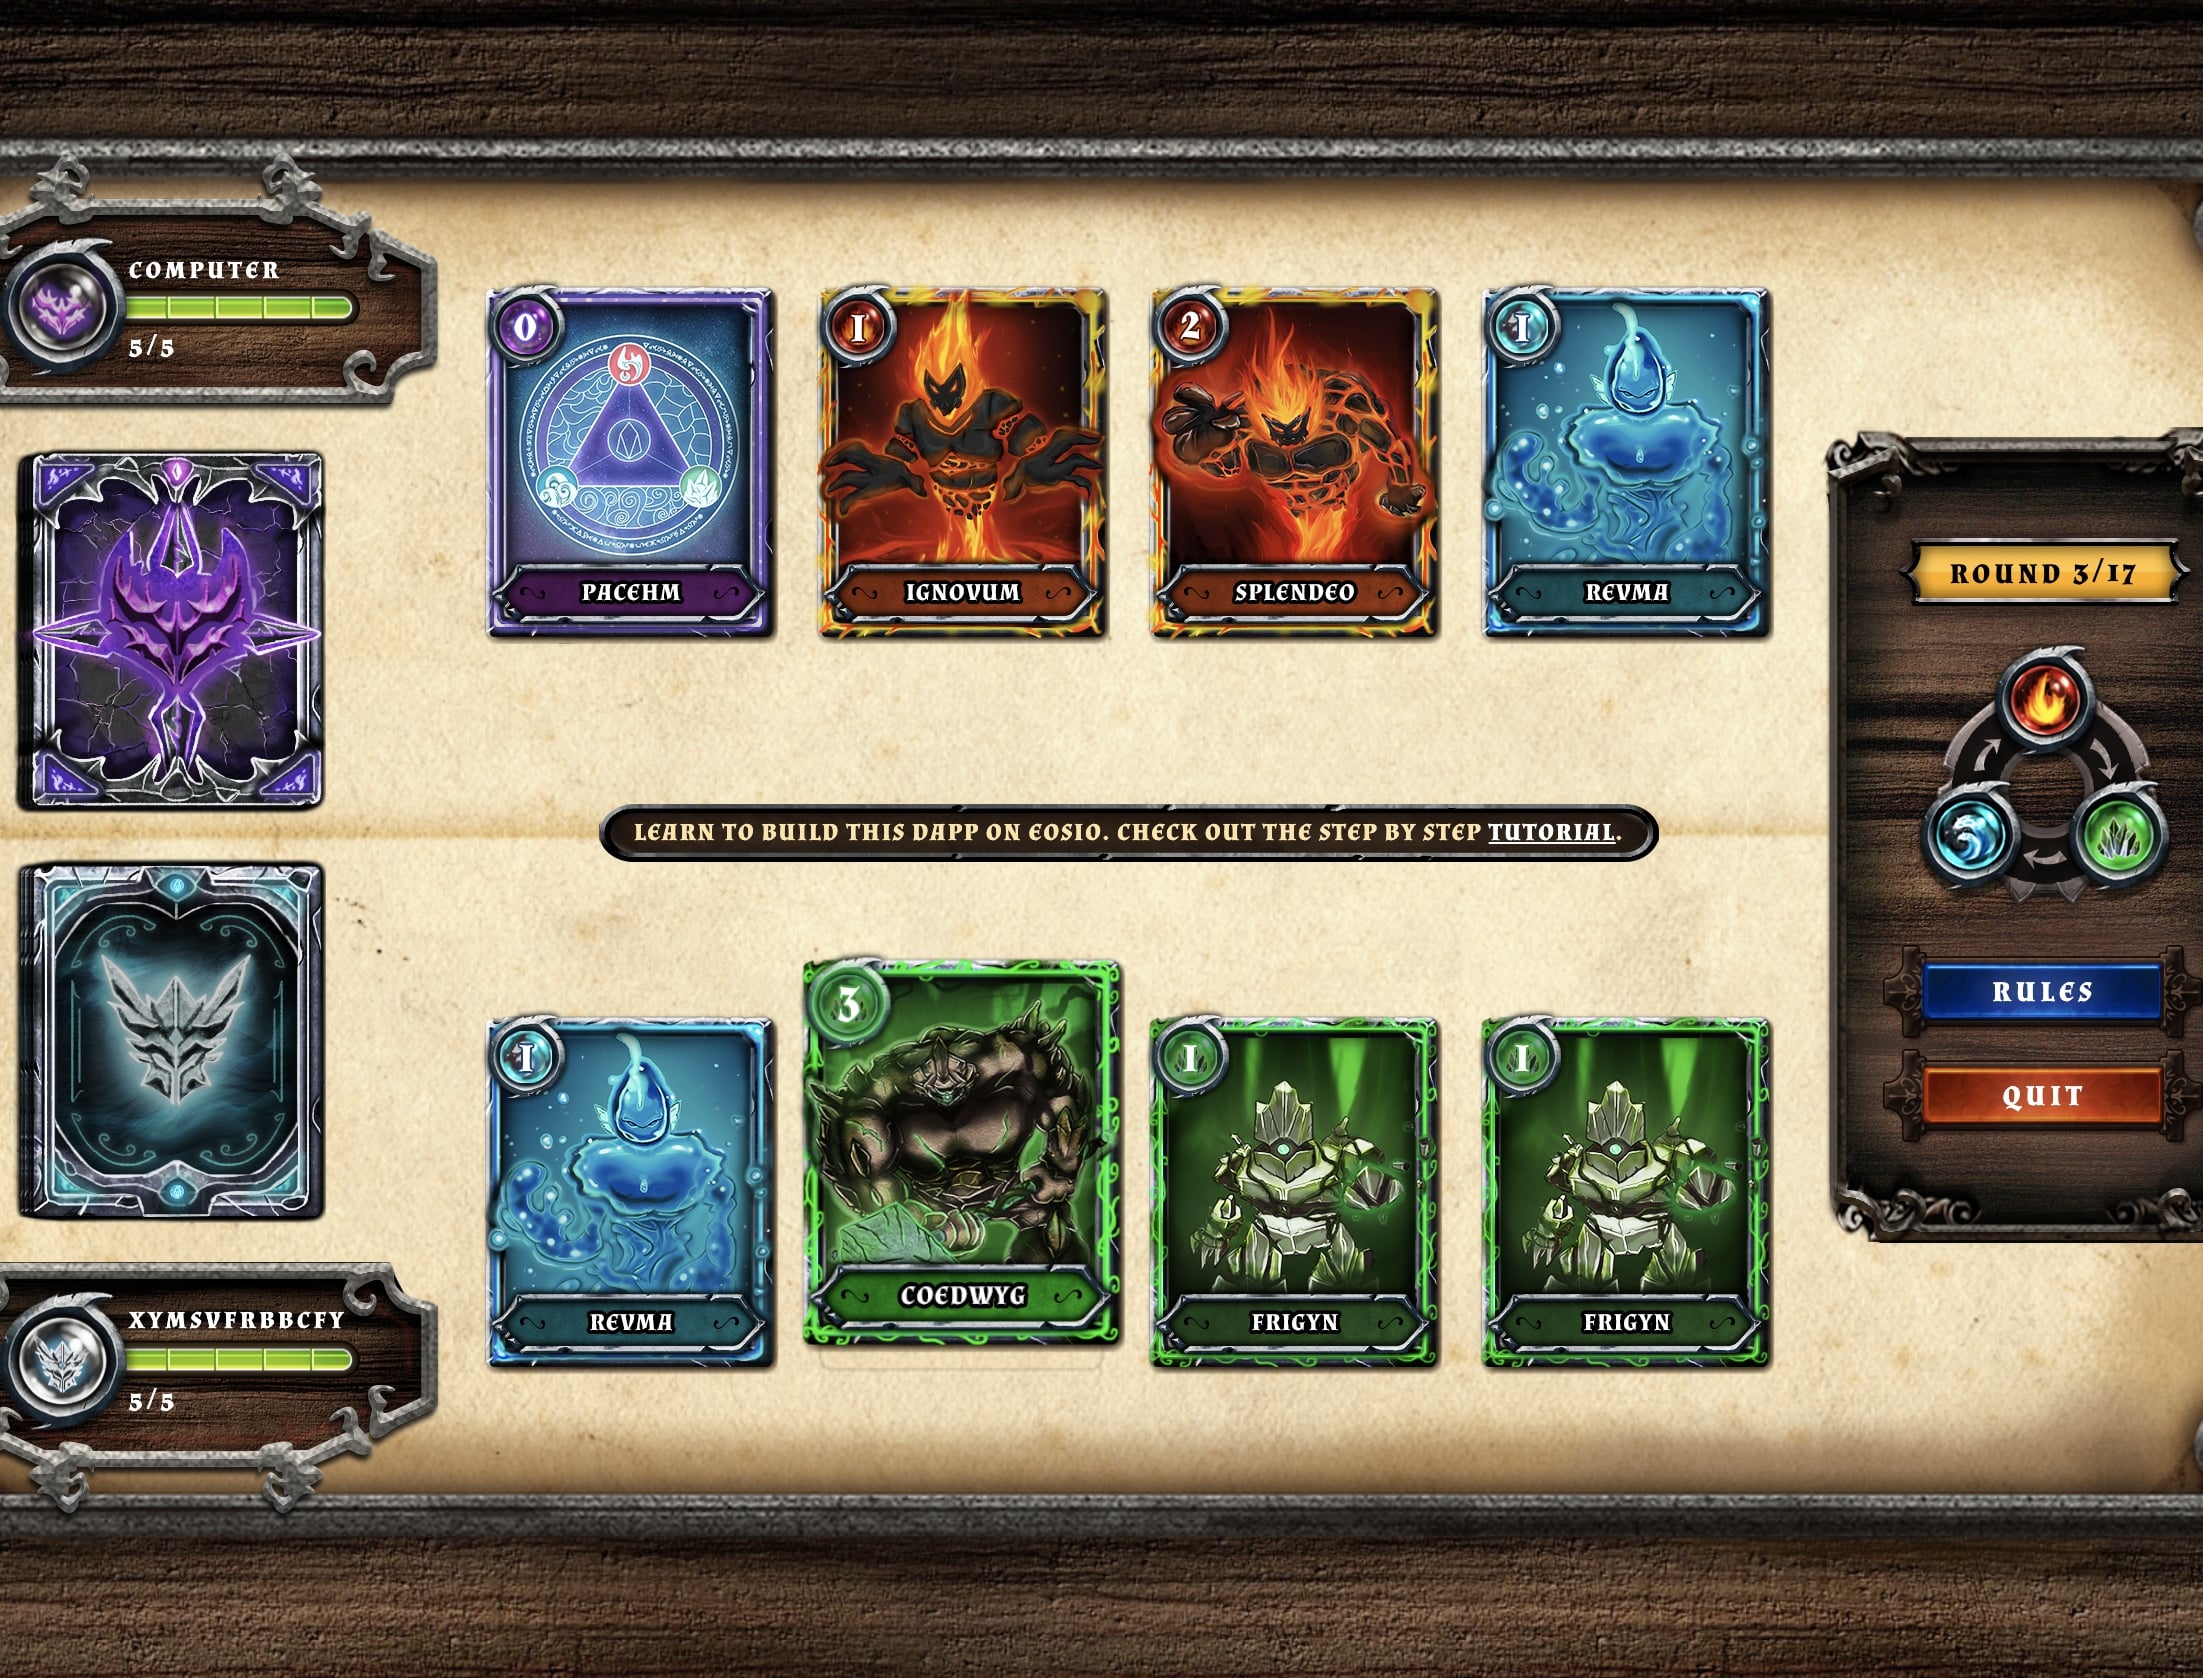 COMPUTER
5/5
0
PACEHM
1
IGNOVUM
2
SPLENDEO
1
REVMA
ROUND 3/17
LEARN TO BUILD THIS DAPP ON EOSIO. CHECK OUT THE STEP BY STEP TUTORIAL.
RULES
QUIT
1
REVMA
3
COEDWYG
1
FRIGYN
1
FRIGYN
XYMSVFRBBCFY
5/5